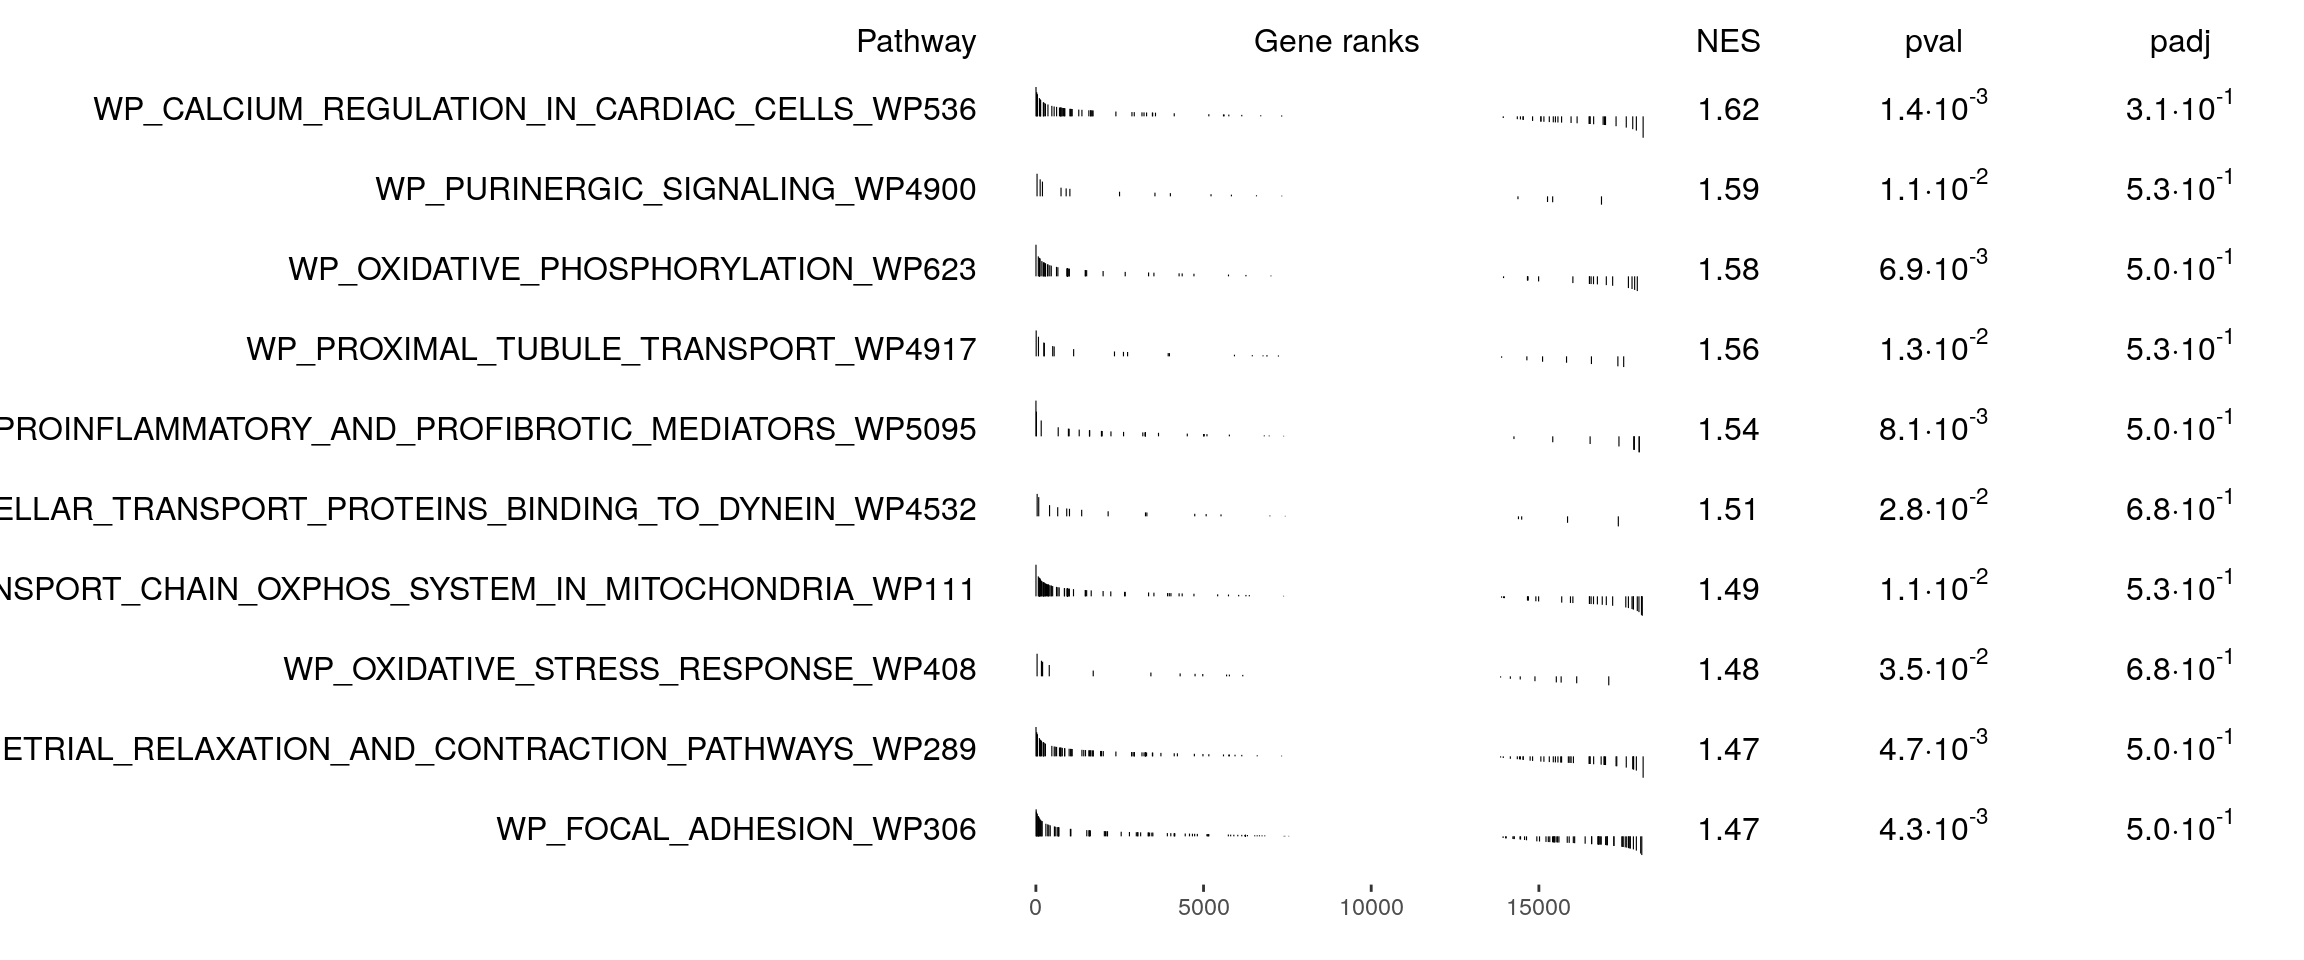 Pathway Gene ranks NES pval padj
WP_CALCIUM_REGULATION_IN_CARDIAC_CELLS_WP536 1.62 1.4·10⁻³ 3.1·10⁻¹
WP_PURINERGIC_SIGNALING_WP4900 1.59 1.1·10⁻² 5.3·10⁻¹
WP_OXIDATIVE_PHOSPHORYLATION_WP623 1.58 6.9·10⁻³ 5.0·10⁻¹
WP_PROXIMAL_TUBULE_TRANSPORT_WP4917 1.56 1.3·10⁻² 5.3·10⁻¹
PROINFLAMMATORY_AND_PROFIBROTIC_MEDIATORS_WP5095 1.54 8.1·10⁻³ 5.0·10⁻¹
ELLAR_TRANSPORT_PROTEINS_BINDING_TO_DYNEIN_WP4532 1.51 2.8·10⁻² 6.8·10⁻¹
NSPORT_CHAIN_OXPHOS_SYSTEM_IN_MITOCHONDRIA_WP111 1.49 1.1·10⁻² 5.3·10⁻¹
WP_OXIDATIVE_STRESS_RESPONSE_WP408 1.48 3.5·10⁻² 6.8·10⁻¹
ETRIAL_RELAXATION_AND_CONTRACTION_PATHWAYS_WP289 1.47 4.7·10⁻³ 5.0·10⁻¹
WP_FOCAL_ADHESION_WP306 1.47 4.3·10⁻³ 5.0·10⁻¹
0 5000 10000 15000